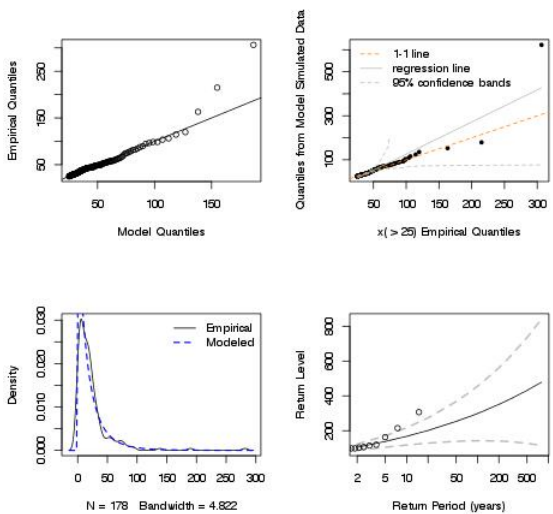 Empirical Quantiles
50
150
250
50
100
150
Model Quantiles
Quantiles from Model Simulated Data
100
300
600
1-1 line
regression line
95% confidence bands
0
50
100
150
200
250
300
x( > 25) Empirical Quantiles
Density
0.000
0.010
0.020
0.030
Empirical
Modeled
0
50
100
150
200
250
300
N = 178 Bandwidth = 4.822
Return Level
200
400
600
800
2
5
10
50
200
500
Return Period (years)